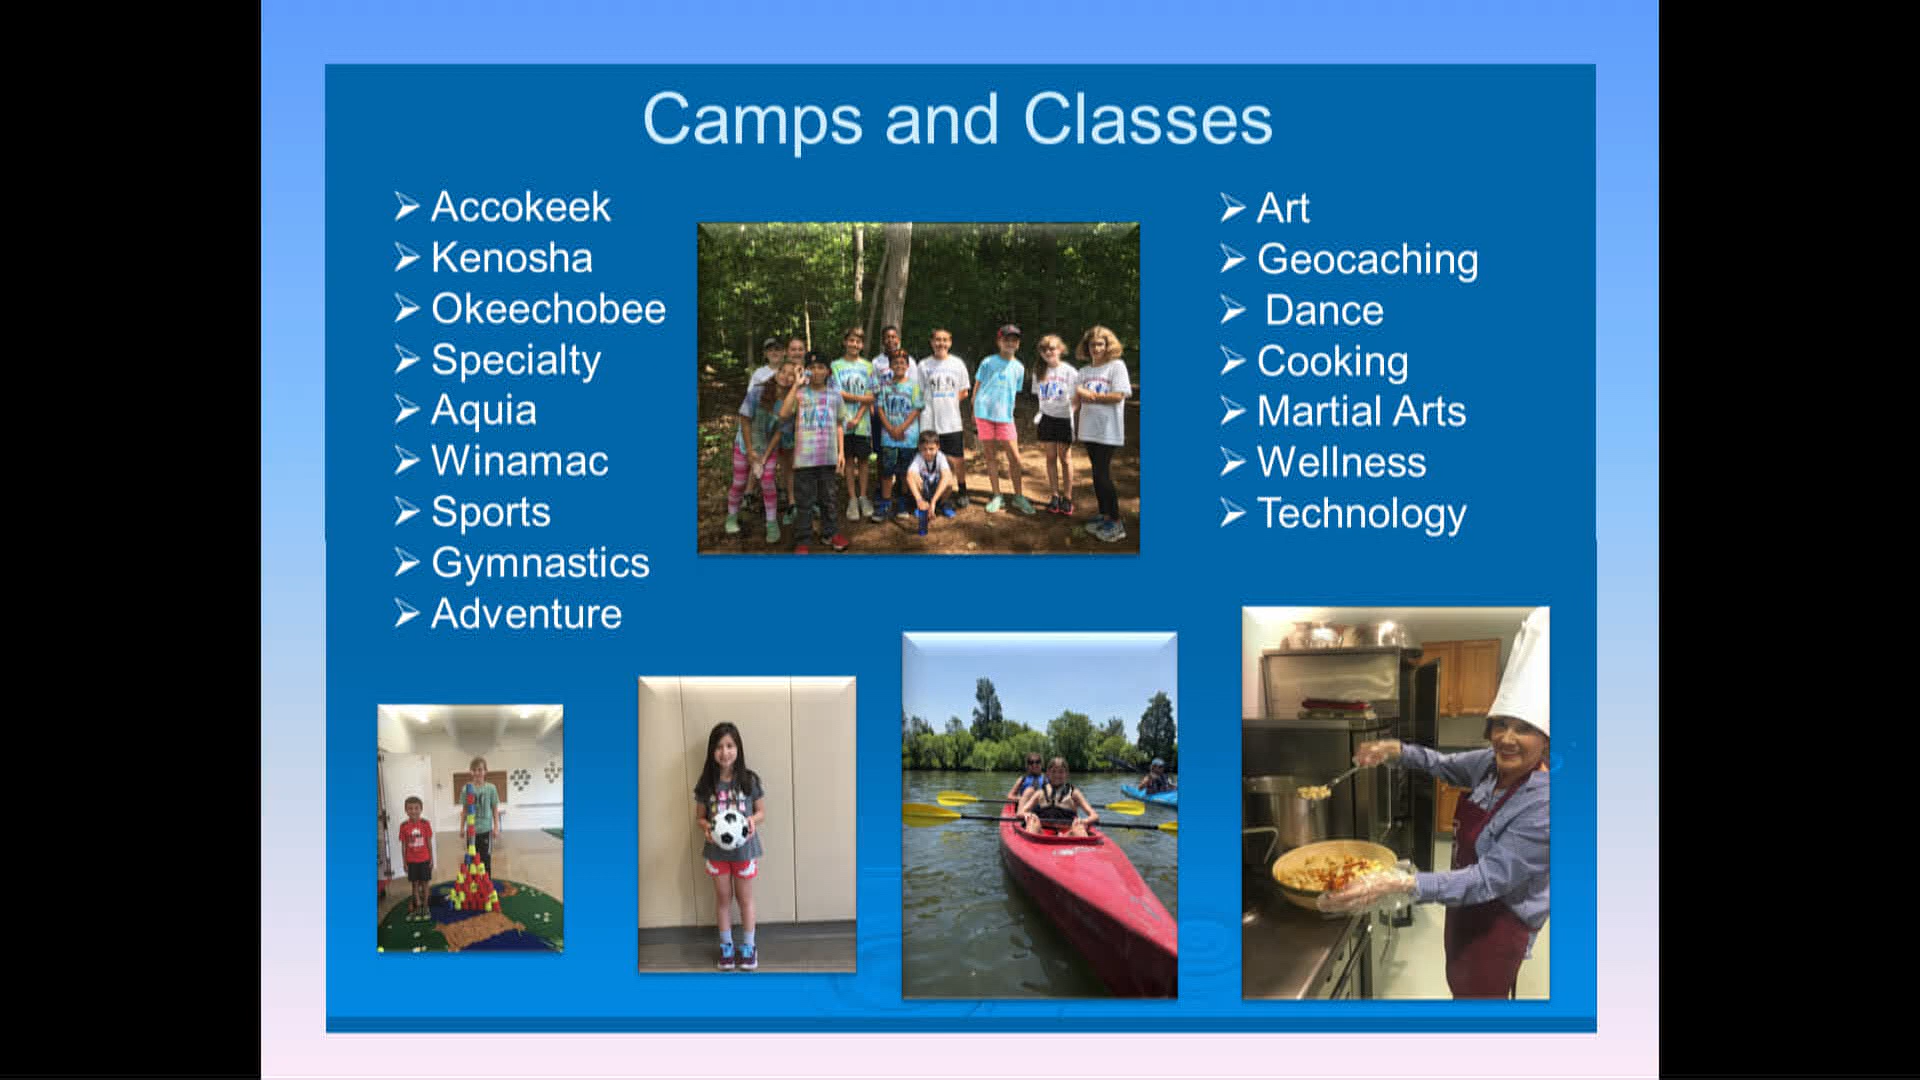 Camps and Classes
Accokeek
Kenosha
Okeechobee
Specialty
Aquia
Winamac
Sports
Gymnastics
Adventure
Art
Geocaching
Dance
Cooking
Martial Arts
Wellness
Technology